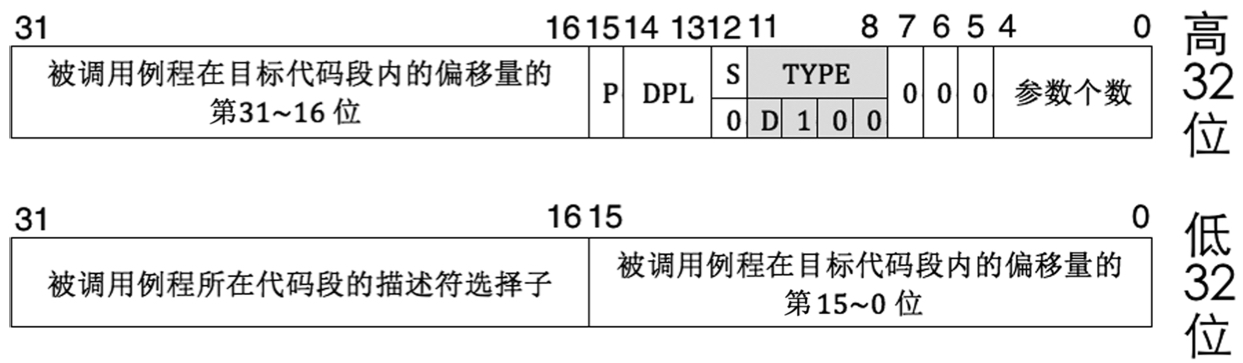 31 16 15 14 13 12 11 8 7 6 5 4 0
被调用例程在目标代码段内的偏移量的
第31~16 位
P DPL S TYPE 0 0 0 参数个数
0 D 1 0 0
高32位
31 16 15 0
被调用例程所在代码段的描述符选择子
被调用例程在目标代码段内的偏移量的
第15~0 位
低32位